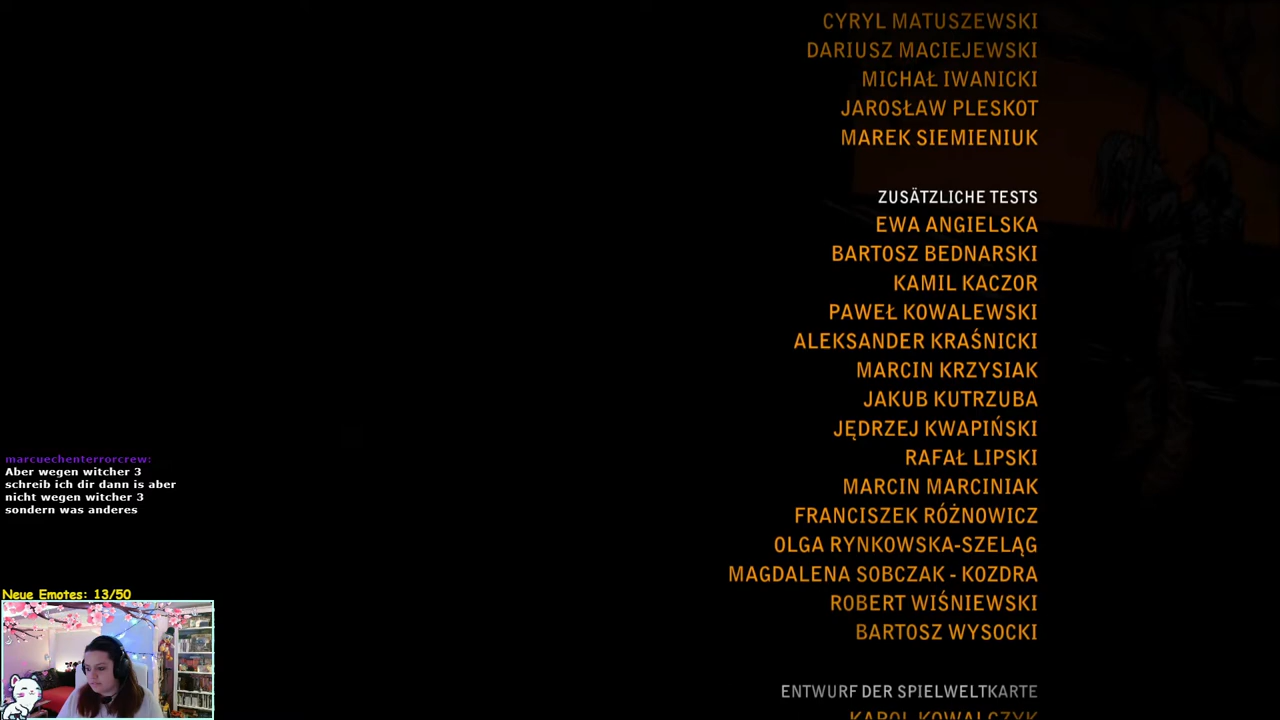 CYRYL MATUSZEWSKI
DARIUSZ MACIEJEWSKI
MICHAŁ IWANICKI
JAROSŁAW PLESKOT
MAREK SIEMIENIUK
ZUSÄTZLICHE TESTS
EWA ANGIELSKA
BARTOSZ BEDNARSKI
KAMIL KACZOR
PAWEŁ KOWALEWSKI
ALEKSANDER KRAŚNICKI
MARCIN KRZYSIAK
JAKUB KUTRZUBA
JĘDRZEJ KWAPIŃSKI
RAFAŁ LIPSKI
MARCIN MARCINIAK
FRANCISZEK RÓŻNOWICZ
OLGA RYNKOWSKA-SZELĄG
MAGDALENA SOBCZAK - KOZDRA
ROBERT WIŚNIEWSKI
BARTOSZ WYSOCKI
ENTWURF DER SPIELWELTKARTE
KAROL KOWALCZYK
marcuechenterrorcrew:
Aber wegen witcher 3
schreib ich dir dann is aber
nicht wegen witcher 3
sondern was anderes
Neue Emotes: 13/50